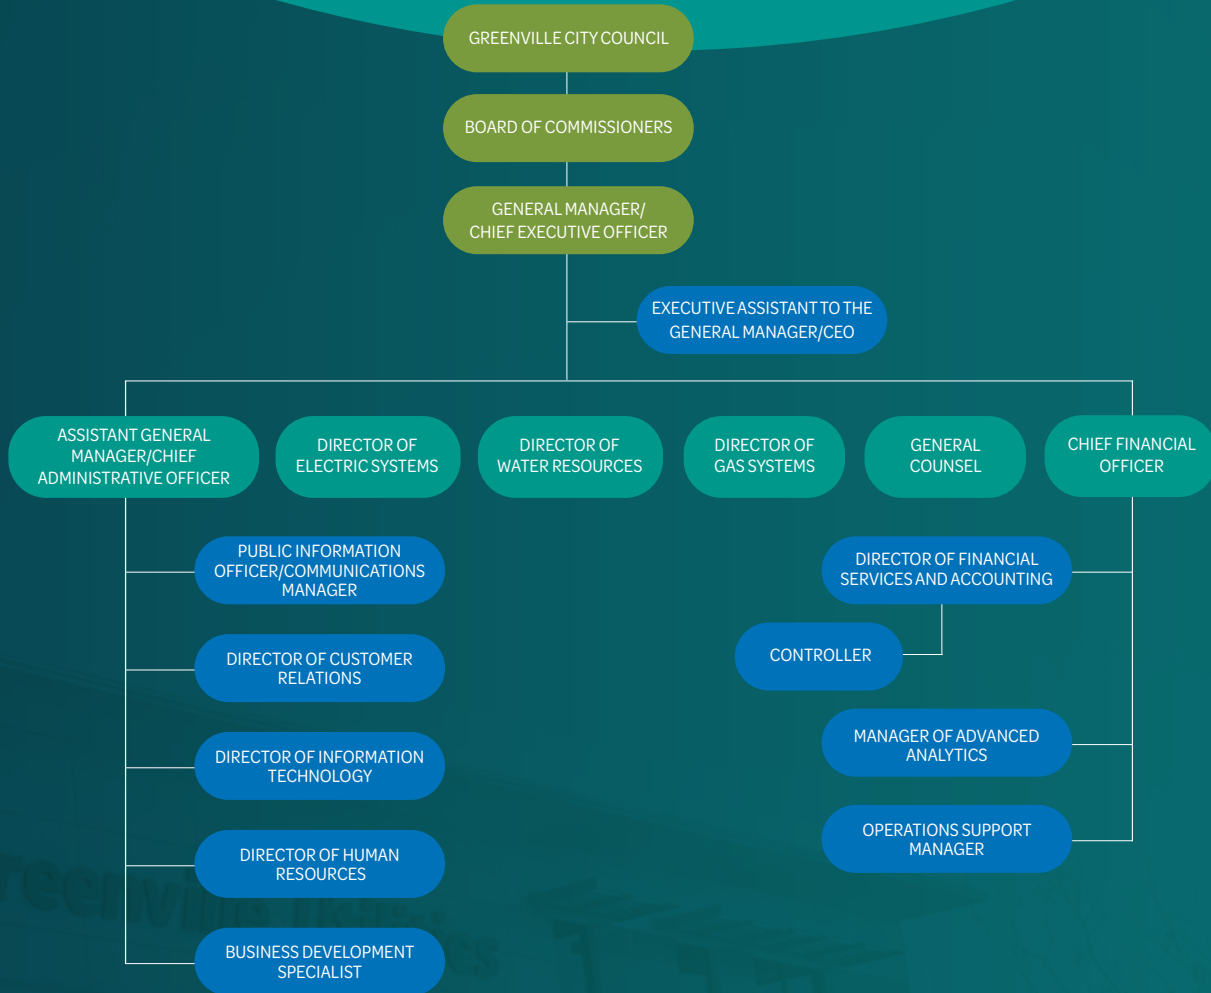 GREENVILLE CITY COUNCIL
BOARD OF COMMISSIONERS
GENERAL MANAGER/
CHIEF EXECUTIVE OFFICER
EXECUTIVE ASSISTANT TO THE
GENERAL MANAGER/CEO
ASSISTANT GENERAL
MANAGER/CHIEF
ADMINISTRATIVE OFFICER
DIRECTOR OF
ELECTRIC SYSTEMS
DIRECTOR OF
WATER RESOURCES
DIRECTOR OF
GAS SYSTEMS
GENERAL
COUNSEL
CHIEF FINANCIAL
OFFICER
PUBLIC INFORMATION
OFFICER/COMMUNICATIONS
MANAGER
DIRECTOR OF CUSTOMER
RELATIONS
DIRECTOR OF INFORMATION
TECHNOLOGY
DIRECTOR OF HUMAN
RESOURCES
BUSINESS DEVELOPMENT
SPECIALIST
DIRECTOR OF FINANCIAL
SERVICES AND ACCOUNTING
CONTROLLER
MANAGER OF ADVANCED
ANALYTICS
OPERATIONS SUPPORT
MANAGER